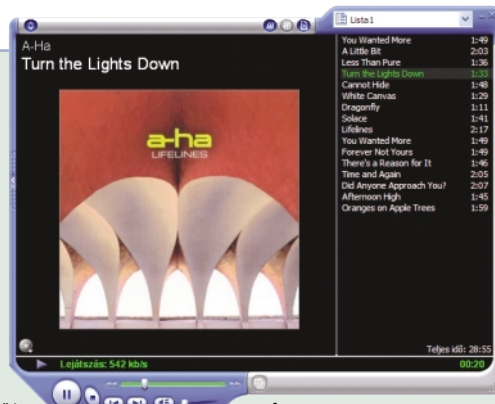 Lista1
A-Ha
Turn the Lights Down
a-ha
LIFELINES
You Wanted More 1:49
A Little Bit 2:03
Less Than Pure 1:36
Turn the Lights Down 1:33
Cannot Hide 1:48
White Canvas 1:29
Dragonfly 1:11
Solace 1:41
Lifelines 2:17
You Wanted More 1:49
Forever Not Yours 1:49
There's a Reason for It 1:46
Time and Again 2:05
Did Anyone Approach You? 2:07
Afternoon High 1:45
Oranges on Apple Trees 1:59
Teljes idő: 28:55
Lejátszás: 542 kb/s 00:20